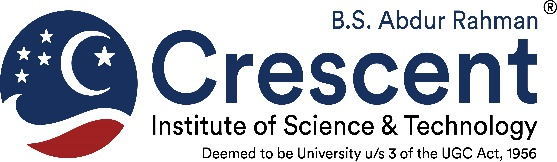 B.S. Abdur Rahman ®
Crescent
Institute of Science & Technology
Deemed to be University u/s 3 of the UGC Act, 1956